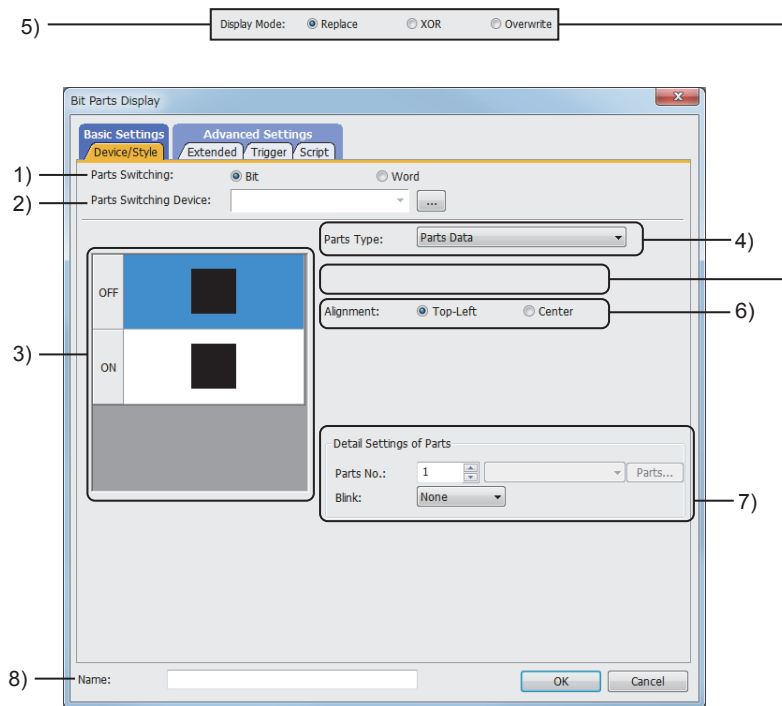 5)
Display Mode: Replace XOR Overwrite
Bit Parts Display
x
Basic Settings Advanced Settings
Device/Style Extended Trigger Script
1) Parts Switching: Bit Word
2) Parts Switching Device: ...
Parts Type: Parts Data 4)
OFF
Alignment: Top-Left Center 6)
3) ON
Detail Settings of Parts
Parts No.: 1 Parts...
Blink: None 7)
8) Name: OK Cancel